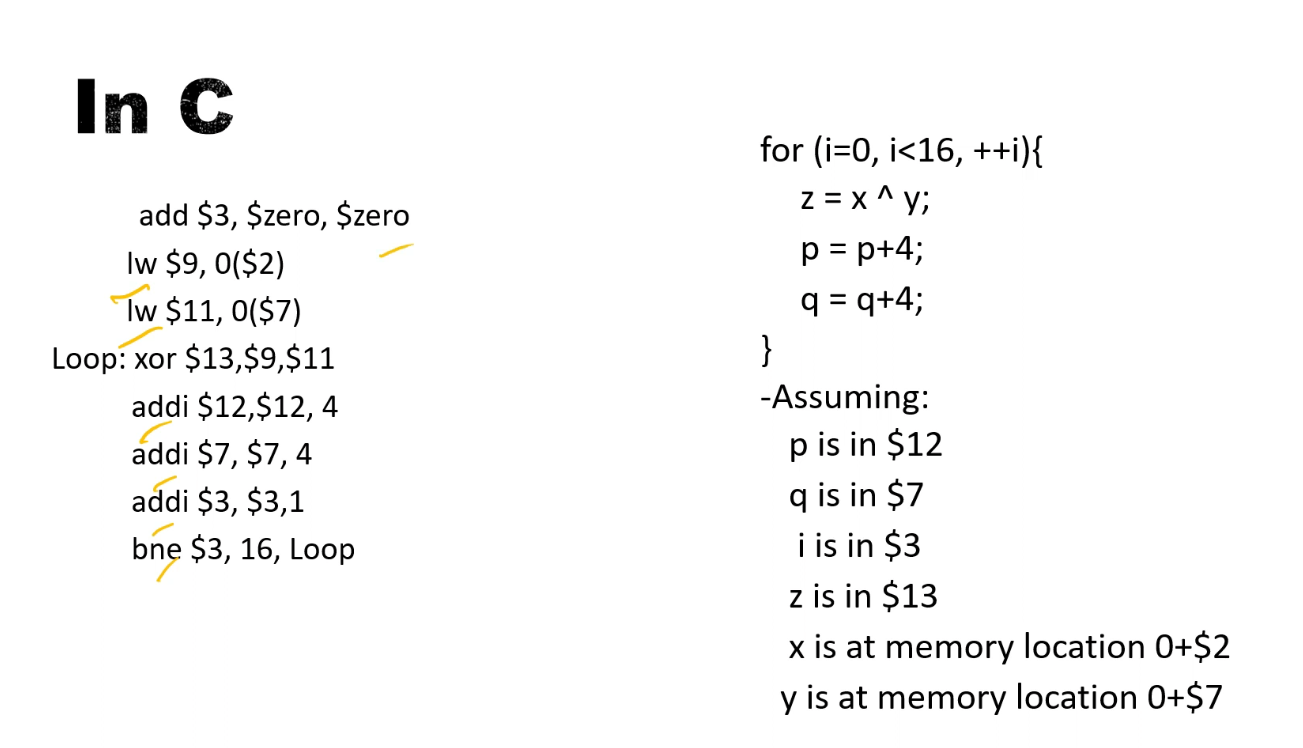 In C
add $3, $zero, $zero
lw $9, 0($2)
lw $11, 0($7)
Loop: xor $13,$9,$11
addi $12,$12, 4
addi $7, $7, 4
addi $3, $3,1
bne $3, 16, Loop
for (i=0, i<16, ++i){
z = x ^ y;
p = p+4;
q = q+4;
}
-Assuming:
p is in $12
q is in $7
i is in $3
z is in $13
x is at memory location 0+$2
y is at memory location 0+$7